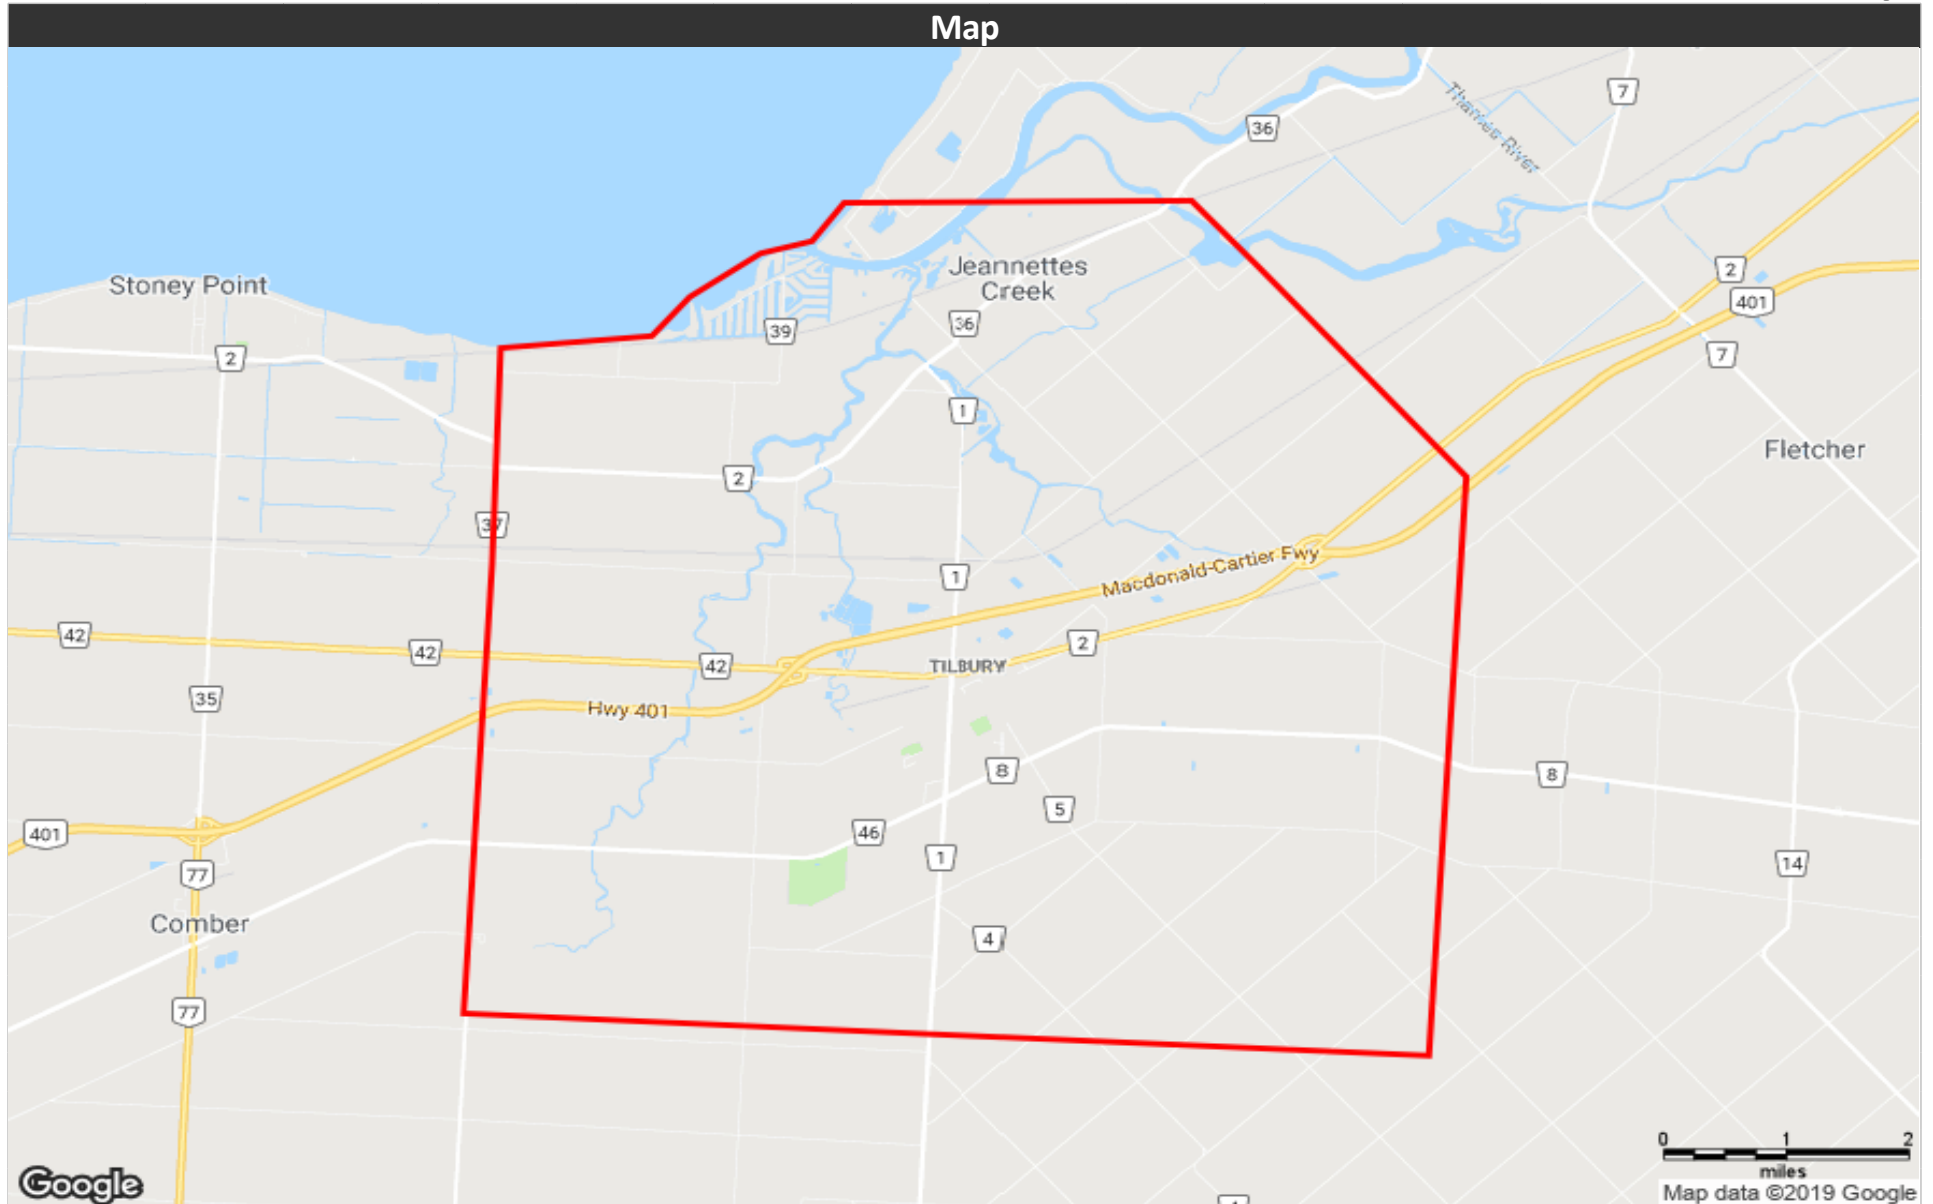 Map
7
36
Thames River
Jeannettes
Creek
Stoney Point
2
401
36
39
2
7
1
Fletcher
2
37
Macdonald-Cartier Fwy
1
42
42
42
TILBURY
2
35
Hwy 401
8
8
5
401
46
1
14
77
Comber
4
77
0 1 2
miles
Google
Map data ©2019 Google